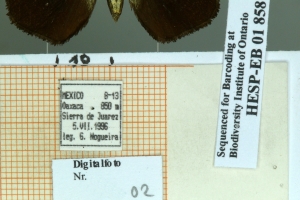 10
MEXICO 8-13
Oaxaca 850 m
Sierra de Juarez
5.VII.1996
leg. G. Nogueira
Digitalfoto
Nr.
02
Sequenced for Barcoding at
Biodiversity Institute of Ontario
HESP-EB 01 858